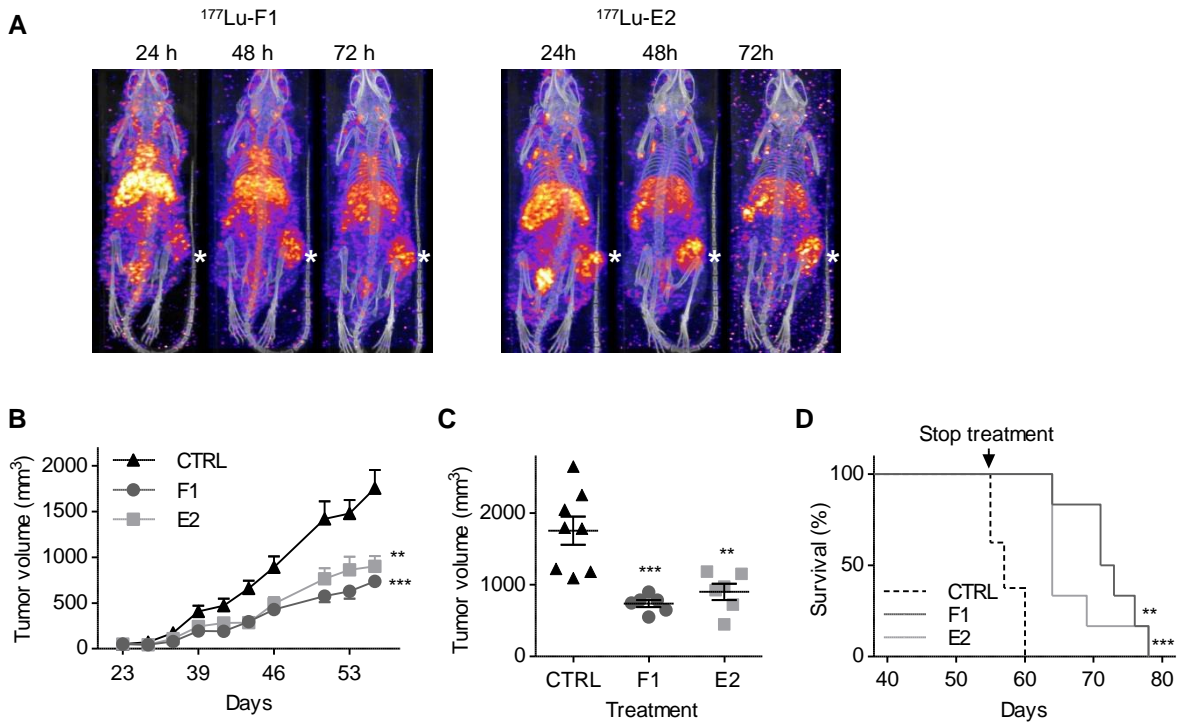 A
¹⁷⁷Lu-F1
¹⁷⁷Lu-E2
24 h 48 h 72 h
24h 48h 72h
* * *
* * *
B
Tumor volume (mm³)
2000
1500
1000
500
0
CTRL
F1
E2
**
***
23 39 46 53
Days
C
Tumor volume (mm³)
2000
1000
0
***
**
CTRL F1 E2
Treatment
D
Stop treatment
Survival (%)
100
50
0
CTRL
F1
E2
**
***
40 50 60 70 80
Days